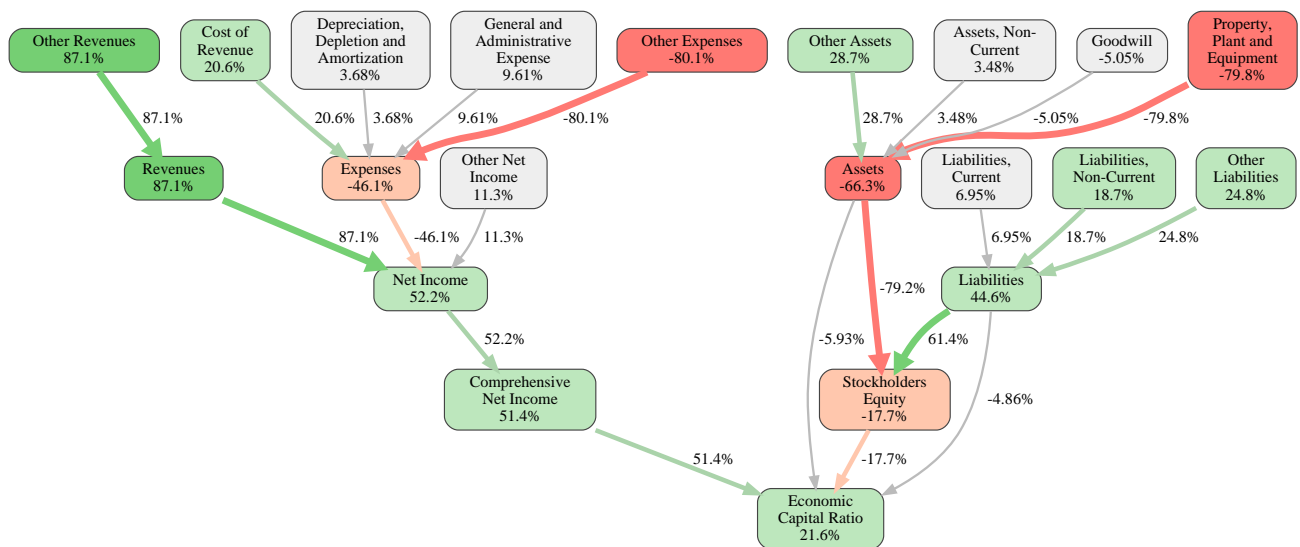 Other Revenues
87.1%
Cost of
Revenue
20.6%
Depreciation,
Depletion and
Amortization
3.68%
General and
Administrative
Expense
9.61%
Other Expenses
-80.1%
Other Assets
28.7%
Assets, Non-
Current
3.48%
Goodwill
-5.05%
Property,
Plant and
Equipment
-79.8%
87.1%
20.6%
3.68%
9.61%
-80.1%
28.7%
3.48%
-5.05%
-79.8%
Revenues
87.1%
Expenses
-46.1%
Other Net
Income
11.3%
Assets
-66.3%
Liabilities,
Current
6.95%
Liabilities,
Non-Current
18.7%
Other
Liabilities
24.8%
87.1%
-46.1%
11.3%
6.95%
18.7%
24.8%
Net Income
52.2%
-79.2%
Liabilities
44.6%
52.2%
-5.93%
61.4%
Comprehensive
Net Income
51.4%
Stockholders
Equity
-17.7%
-4.86%
51.4%
-17.7%
Economic
Capital Ratio
21.6%